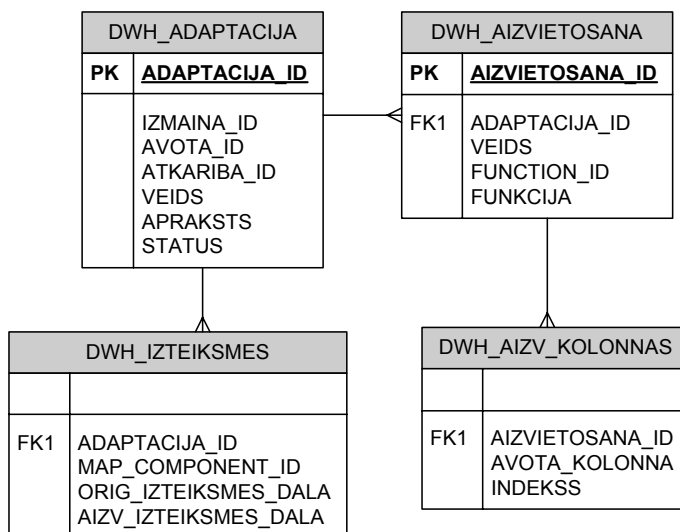 DWH_ADAPTACIJA
PK ADAPTACIJA_ID
IZMAINA_ID
AVOTA_ID
ATKARIBA_ID
VEIDS
APRAKSTS
STATUS
DWH_AIZVIETOSANA
PK AIZVIETOSANA_ID
FK1 ADAPTACIJA_ID
VEIDS
FUNCTION_ID
FUNKCIJA
DWH_IZTEIKSMES
FK1 ADAPTACIJA_ID
MAP_COMPONENT_ID
ORIG_IZTEIKSMES_DALA
AIZV_IZTEIKSMES_DALA
DWH_AIZV_KOLONNAS
FK1 AIZVIETOSANA_ID
AVOTA_KOLONNA
INDEKSS